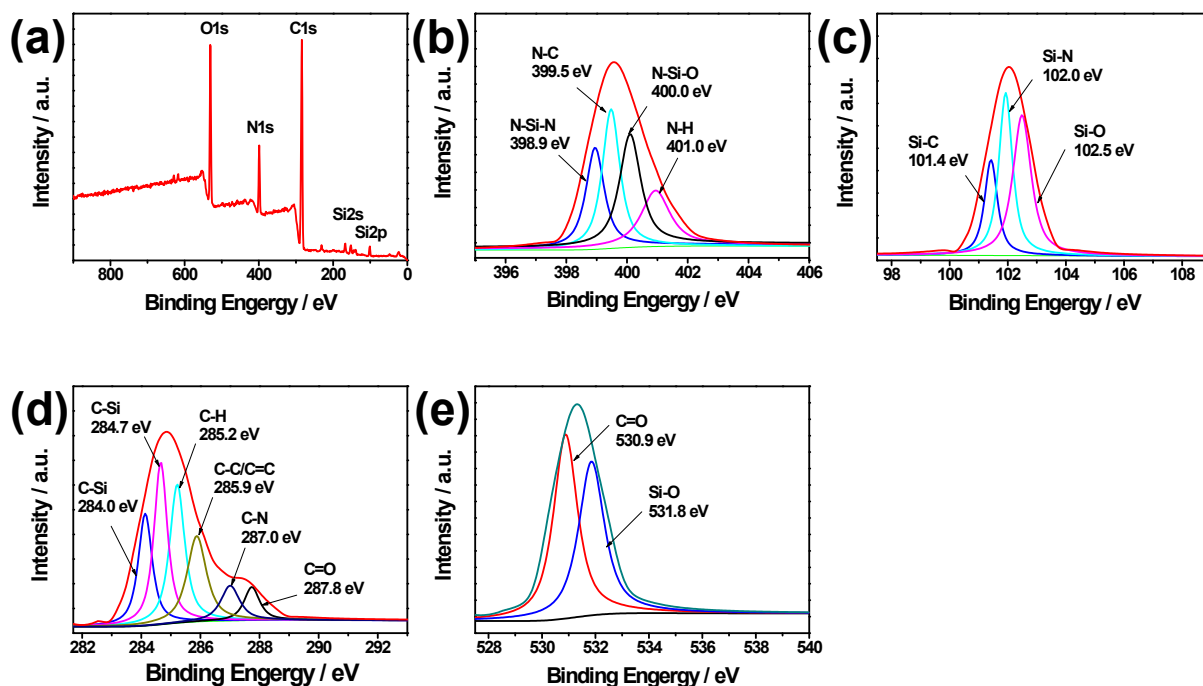 (a)
O1s
C1s
N1s
Si2s
Si2p
Intensity / a.u.
800
600
400
200
0
Binding Engergy / eV
(b)
N-C
399.5 eV
N-Si-O
400.0 eV
N-Si-N
398.9 eV
N-H
401.0 eV
Intensity / a.u.
396
398
400
402
404
406
Binding Engergy / eV
(c)
Si-N
102.0 eV
Si-C
101.4 eV
Si-O
102.5 eV
Intensity / a.u.
98
100
102
104
106
108
Binding Engergy / eV
(d)
C-Si
284.7 eV
C-H
285.2 eV
C-Si
284.0 eV
C-C/C=C
285.9 eV
C-N
287.0 eV
C=O
287.8 eV
Intensity / a.u.
282
284
286
288
290
292
Binding Engergy / eV
(e)
C=O
530.9 eV
Si-O
531.8 eV
Intensity / a.u.
528
530
532
534
536
538
540
Binding Engergy / eV